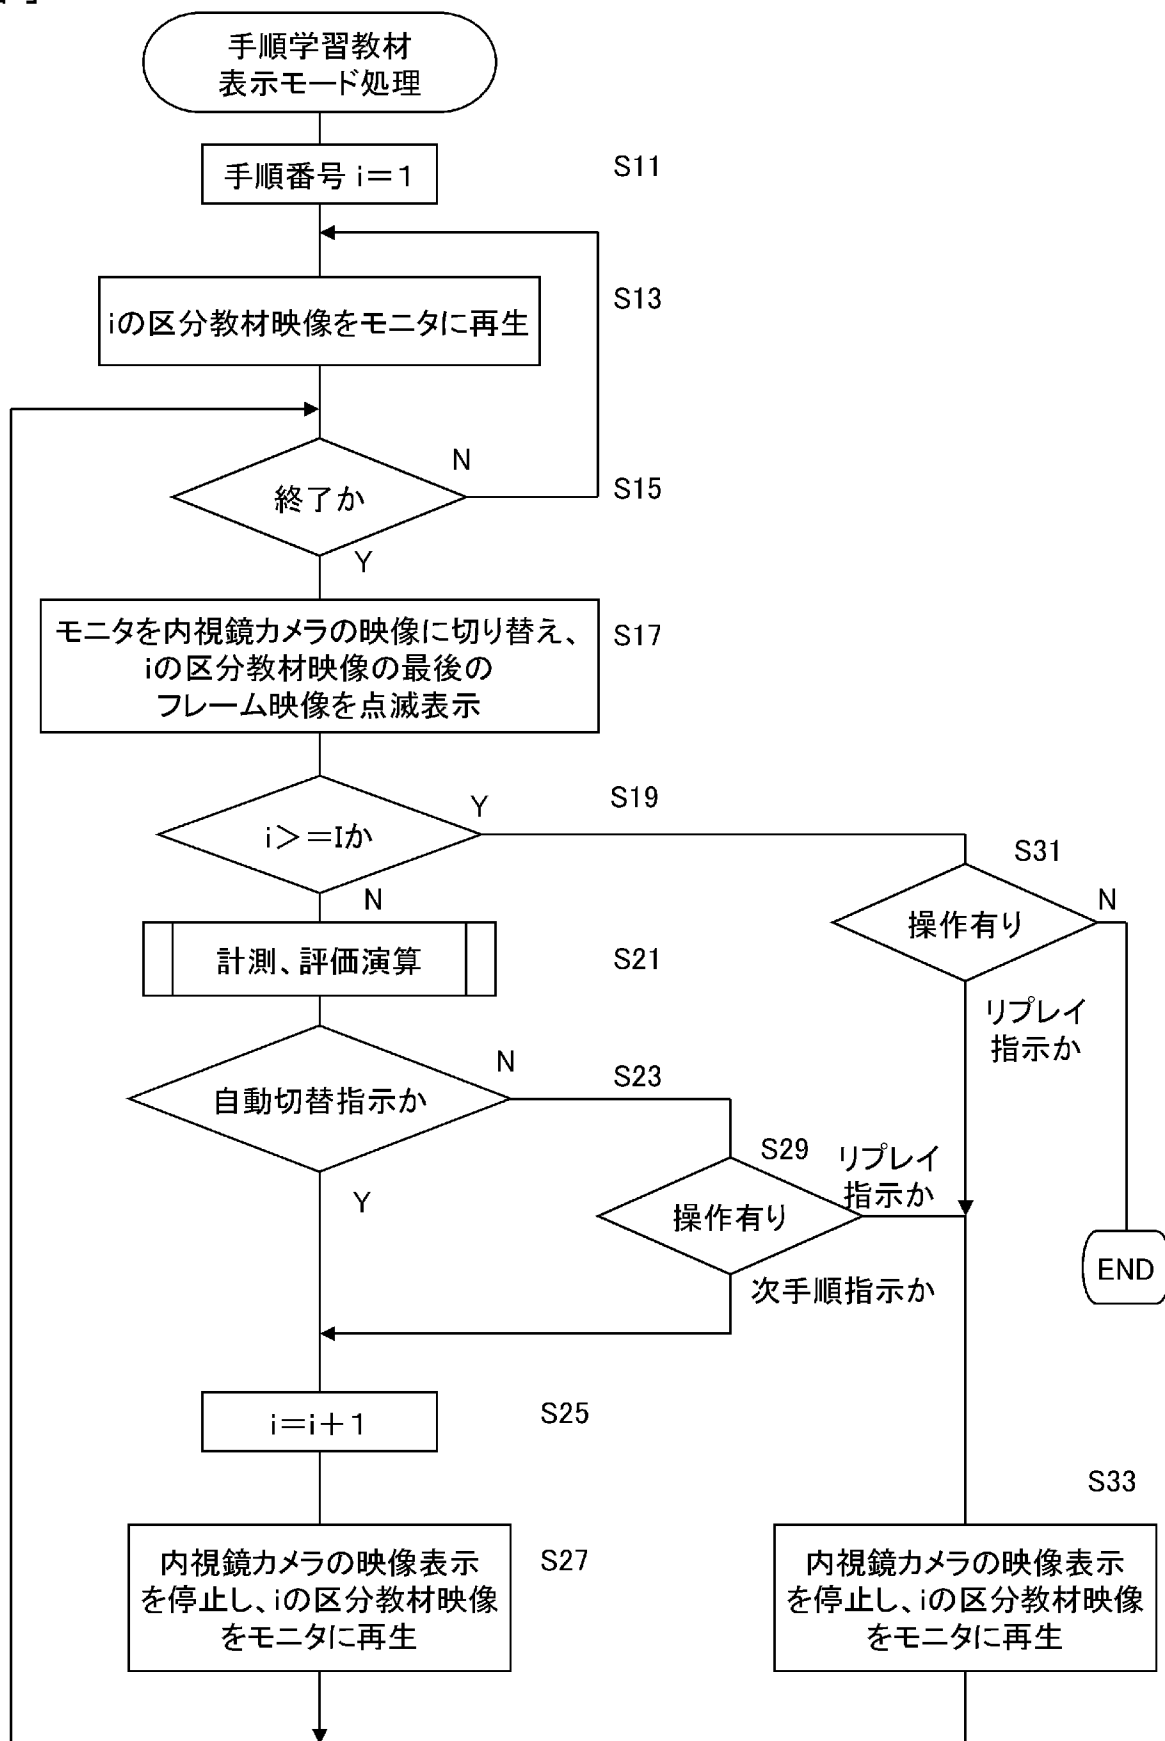 手順学習教材
表示モード処理
手順番号 i=1
S11
iの区分教材映像をモニタに再生
S13
終了か
N
S15
Y
モニタを内視鏡カメラの映像に切り替え、
iの区分教材映像の最後の
フレーム映像を点滅表示
S17
i>=Iか
Y
S19
N
S31
操作有り
N
計測、評価演算
S21
リプレイ
指示か
自動切替指示か
N
S23
Y
S29
操作有り
リプレイ
指示か
次手順指示か
END
i=i+1
S25
S33
内視鏡カメラの映像表示
を停止し、iの区分教材映像
をモニタに再生
S27
内視鏡カメラの映像表示
を停止し、iの区分教材映像
をモニタに再生